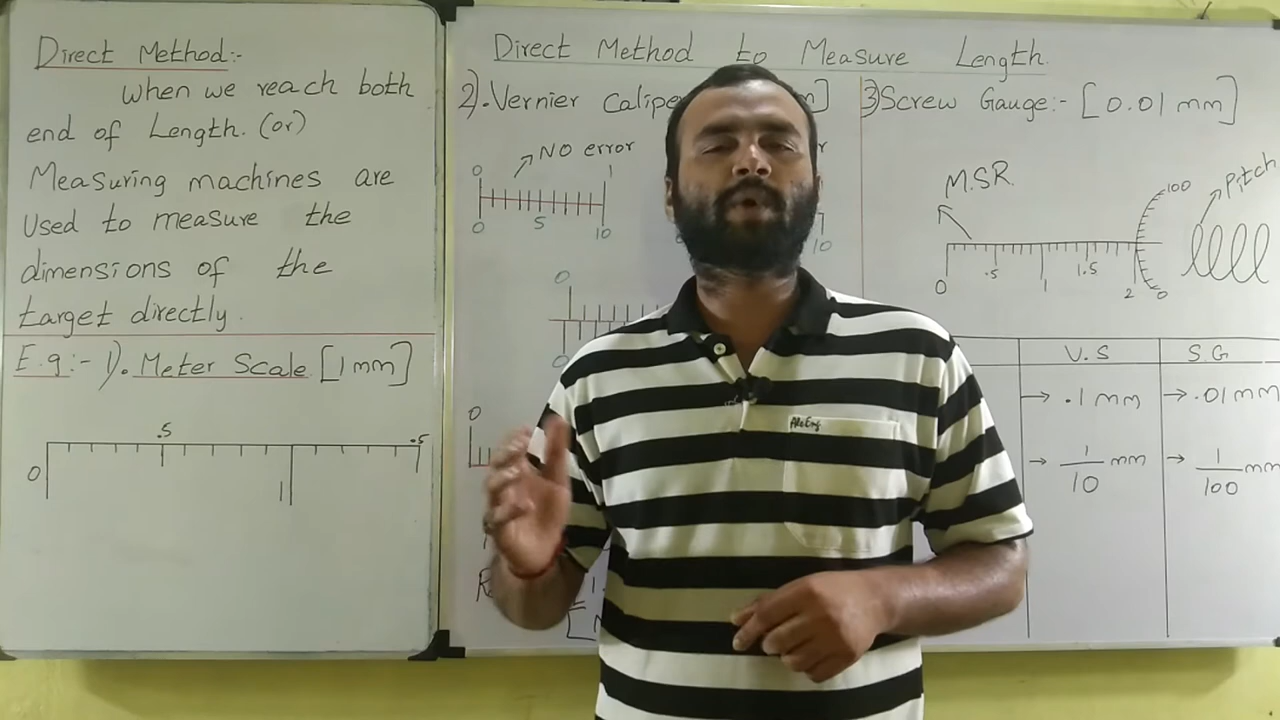 Direct Method:-
when we reach both
end of Length. (or)
Measuring machines are
used to measure the
dimensions of the
target directly.
E.g:- 1). Meter Scale [1mm]
.5 .5
0
1
Direct Method to Measure Length.
2). Vernier
NO error
0 1
0 5 10
10
0
0
0
3) Screw Gauge:- [0.01 mm]
M.S.R.
100
Pitch
.5 1.5
0 1 2 0
V.S S.G
→ .1 mm → .01 mm
→ 1/10 mm → 1/100 mm